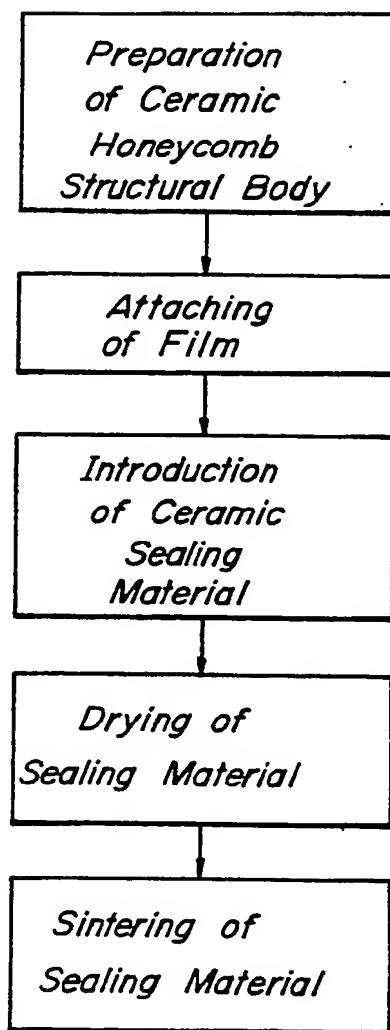 Preparation
of Ceramic
Honeycomb
Structural Body
Attaching
of Film
Introduction
of Ceramic
Sealing
Material
Drying of
Sealing Material
Sintering of
Sealing Material